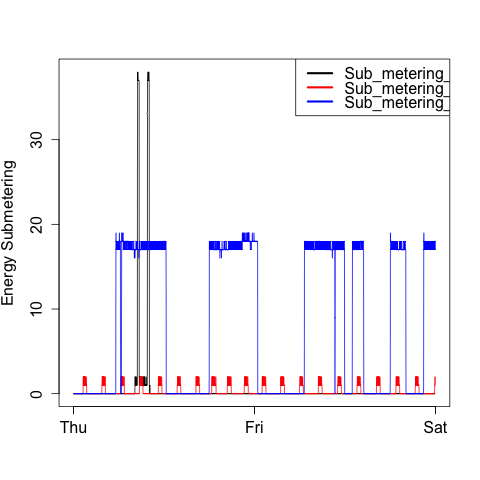 Sub_metering_
Sub_metering_
Sub_metering_
Energy Submetering
30
20
10
0
Thu Fri Sat